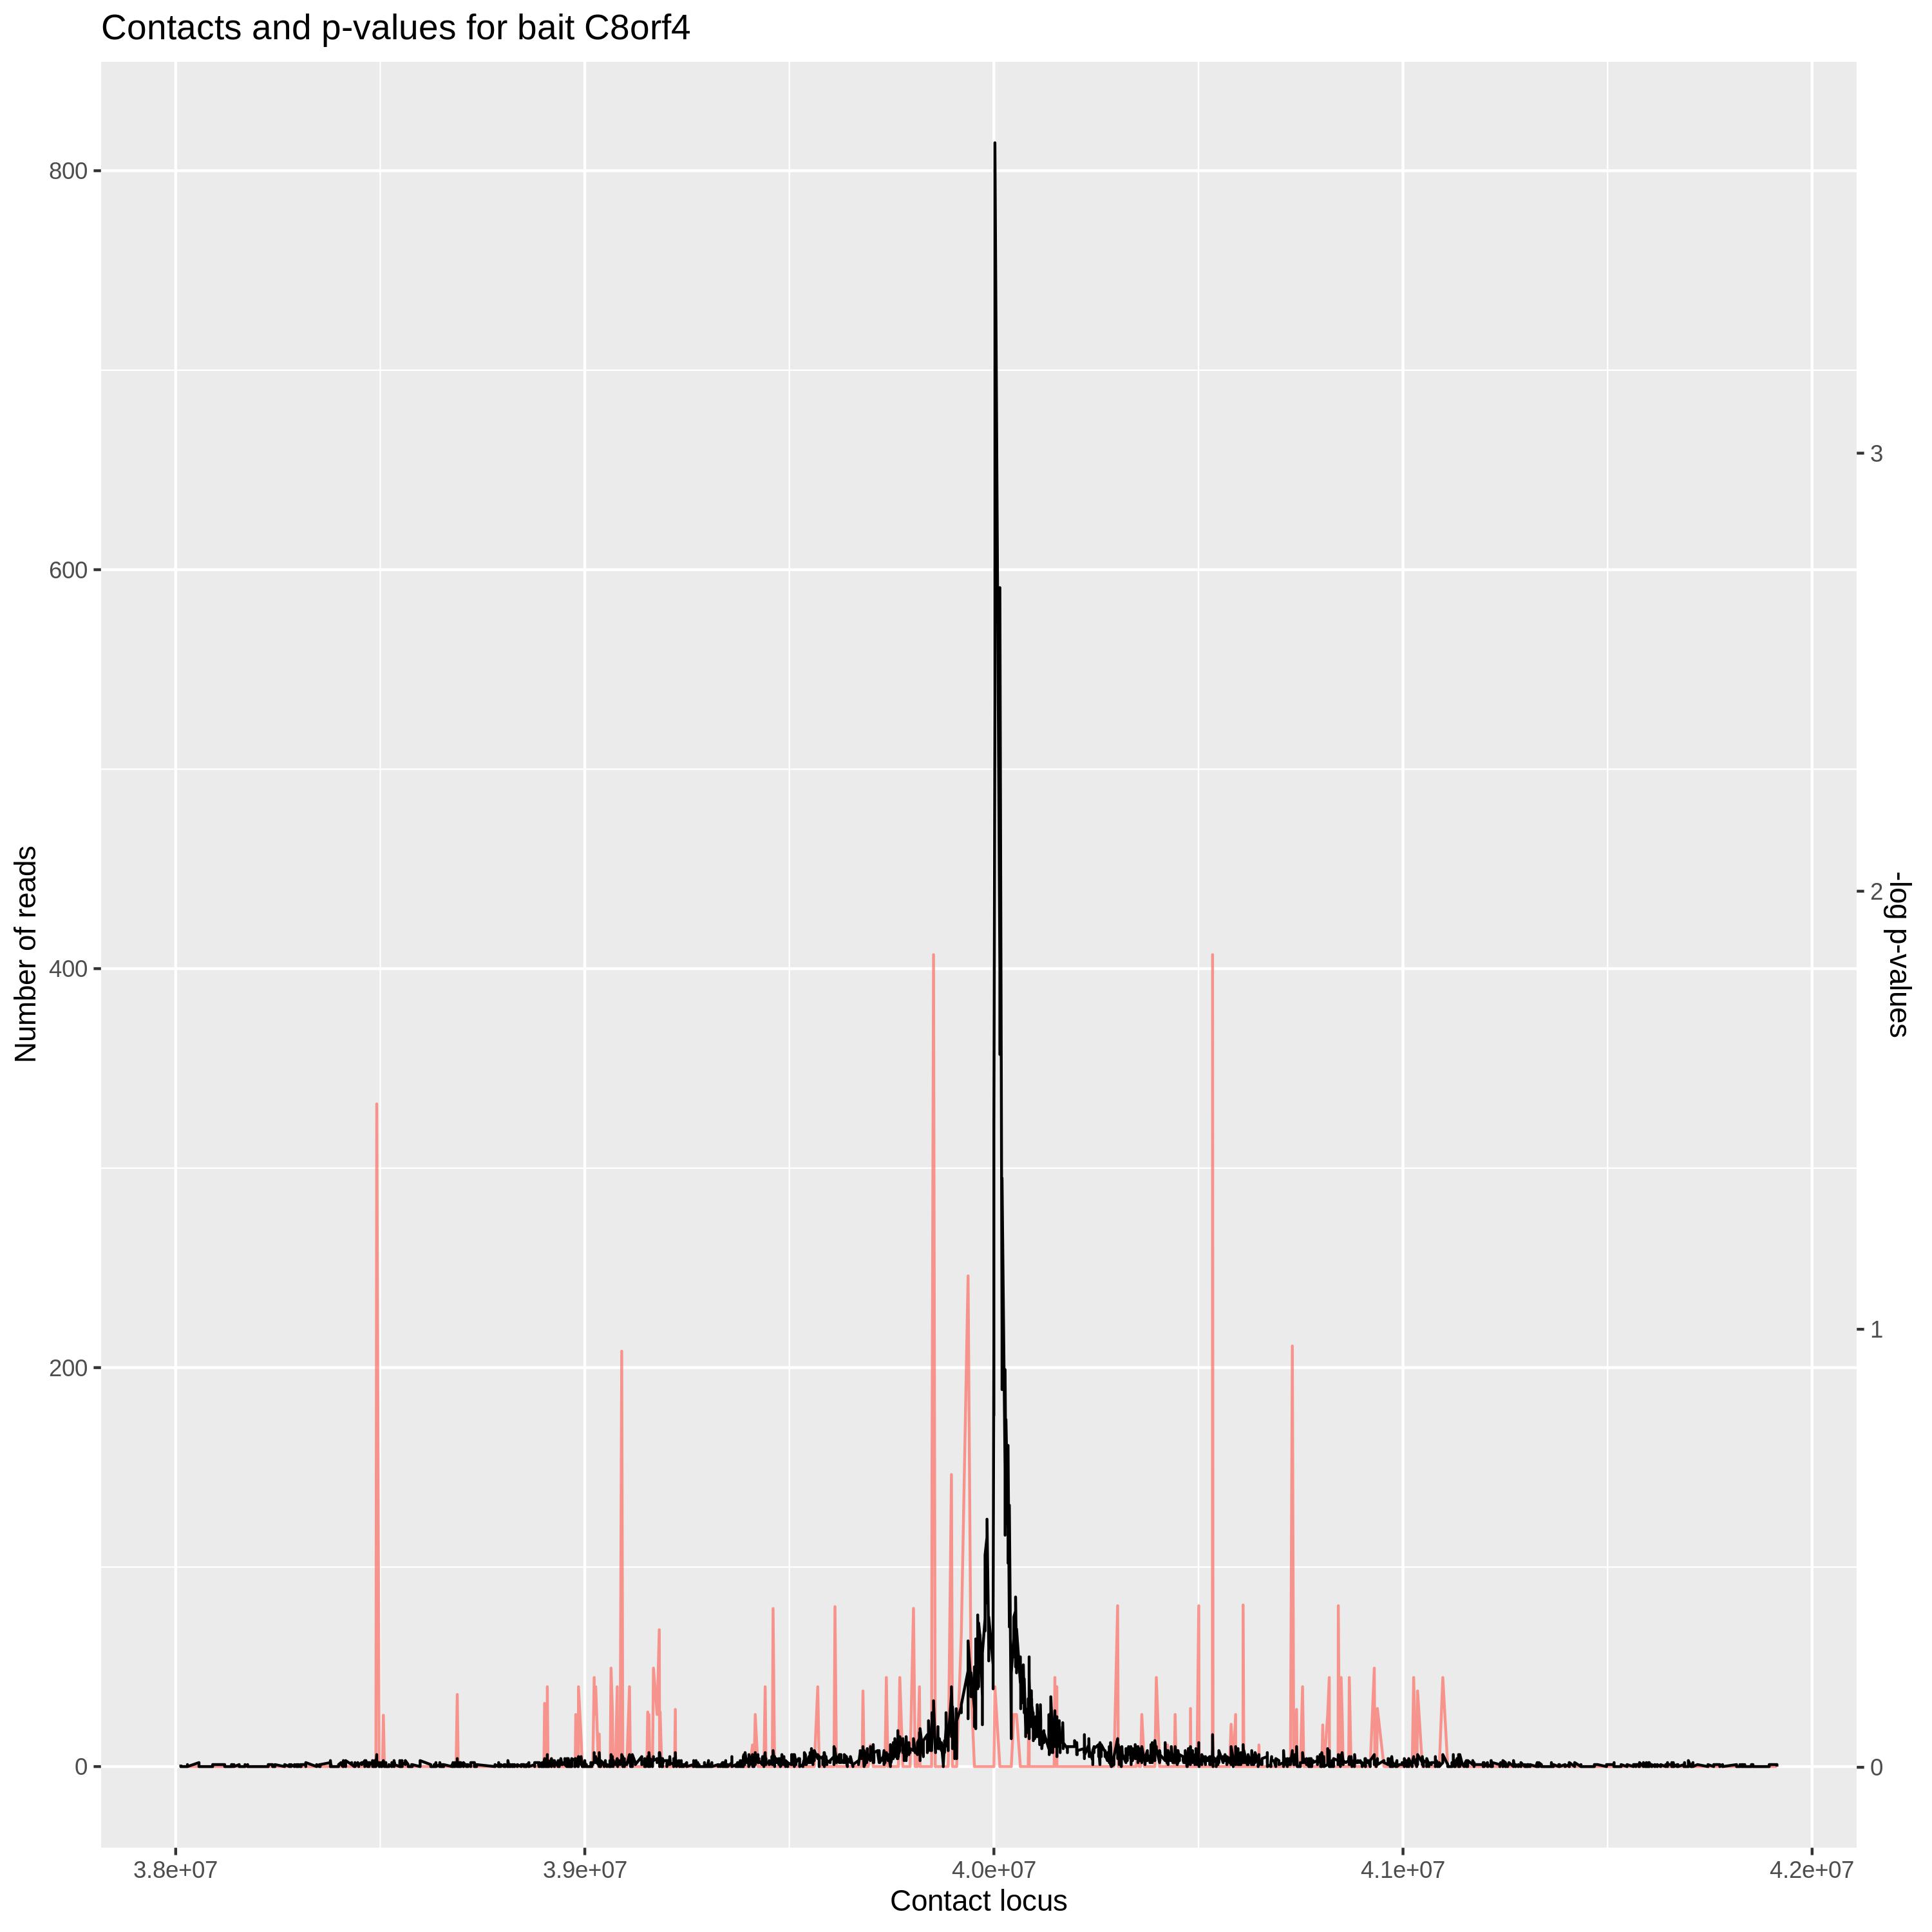 Contacts and p-values for bait C8orf4
800
600
400
200
0
Number of reads
3
2
1
0
-log p-values
3.8e+07
3.9e+07
4.0e+07
4.1e+07
4.2e+07
Contact locus